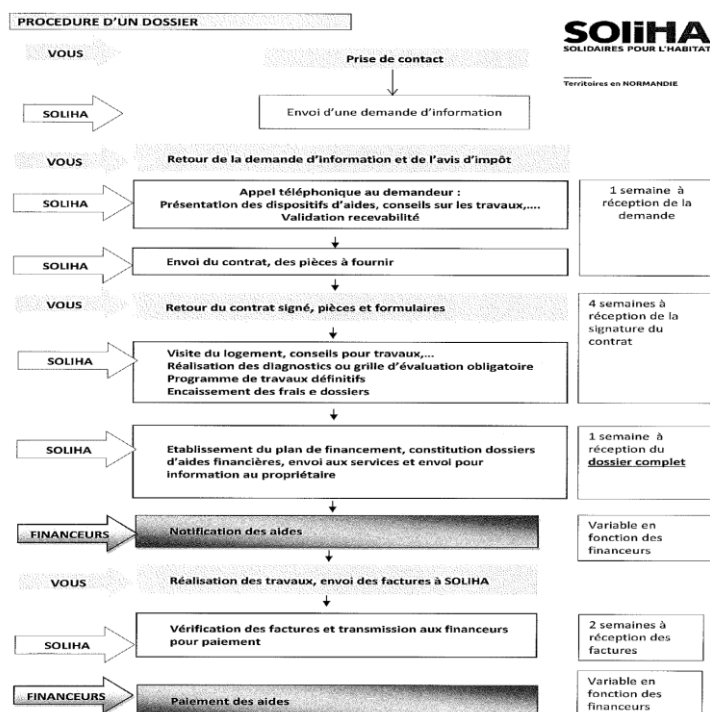 PROCEDURE D'UN DOSSIER
SOLiHA
SOLIDAIRES POUR L'HABITAT
Territoires en NORMANDIE
VOUS
Prise de contact
SOLIHA
Envoi d'une demande d'information
VOUS
Retour de la demande d'information et de l'avis d'impôt
SOLIHA
Appel téléphonique au demandeur :
Présentation des dispositifs d'aides, conseils sur les travaux,....
Validation recevabilité
1 semaine à
réception de la
demande
SOLIHA
Envoi du contrat, des pièces à fournir
VOUS
Retour du contrat signé, pièces et formulaires
4 semaines à
réception de la
signature du
contrat
SOLIHA
Visite du logement, conseils pour travaux,...
Réalisation des diagnostics ou grille d'évaluation obligatoire
Programme de travaux définitifs
Encaissement des frais e dossiers
SOLIHA
Etablissement du plan de financement, constitution dossiers
d'aides financières, envoi aux services et envoi pour
information au propriétaire
1 semaine à
réception du
dossier complet
FINANCEURS
Notification des aides
Variable en
fonction des
financeurs
VOUS
Réalisation des travaux, envoi des factures à SOLIHA
SOLIHA
Vérification des factures et transmission aux financeurs
pour paiement
2 semaines à
réception des
factures
FINANCEURS
Paiement des aides
Variable en
fonction des
financeurs